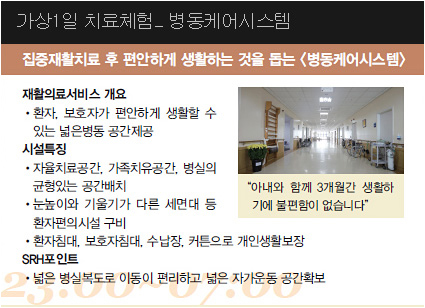 가상1일 치료체험_ 병동케어시스템
집중재활치료 후 편안하게 생활하는 것을 돕는 <병동케어시스템>
재활의료서비스 개요
• 환자, 보호자가 편안하게 생활할 수
있는 넓은병동 공간제공
시설특징
• 자율치료공간, 가족치유공간, 병실의
균형있는 공간배치
• 눈높이와 기울기가 다른 세면대 등
환자편의시설 구비
• 환자침대, 보호자침대, 수납장, 커튼으로 개인생활보장
SRH포인트
• 넓은 병실복도로 이동이 편리하고 넓은 자가운동 공간확보
"아내와 함께 3개월간 생활하
기에 불편함이 없습니다"
23:00~07:00